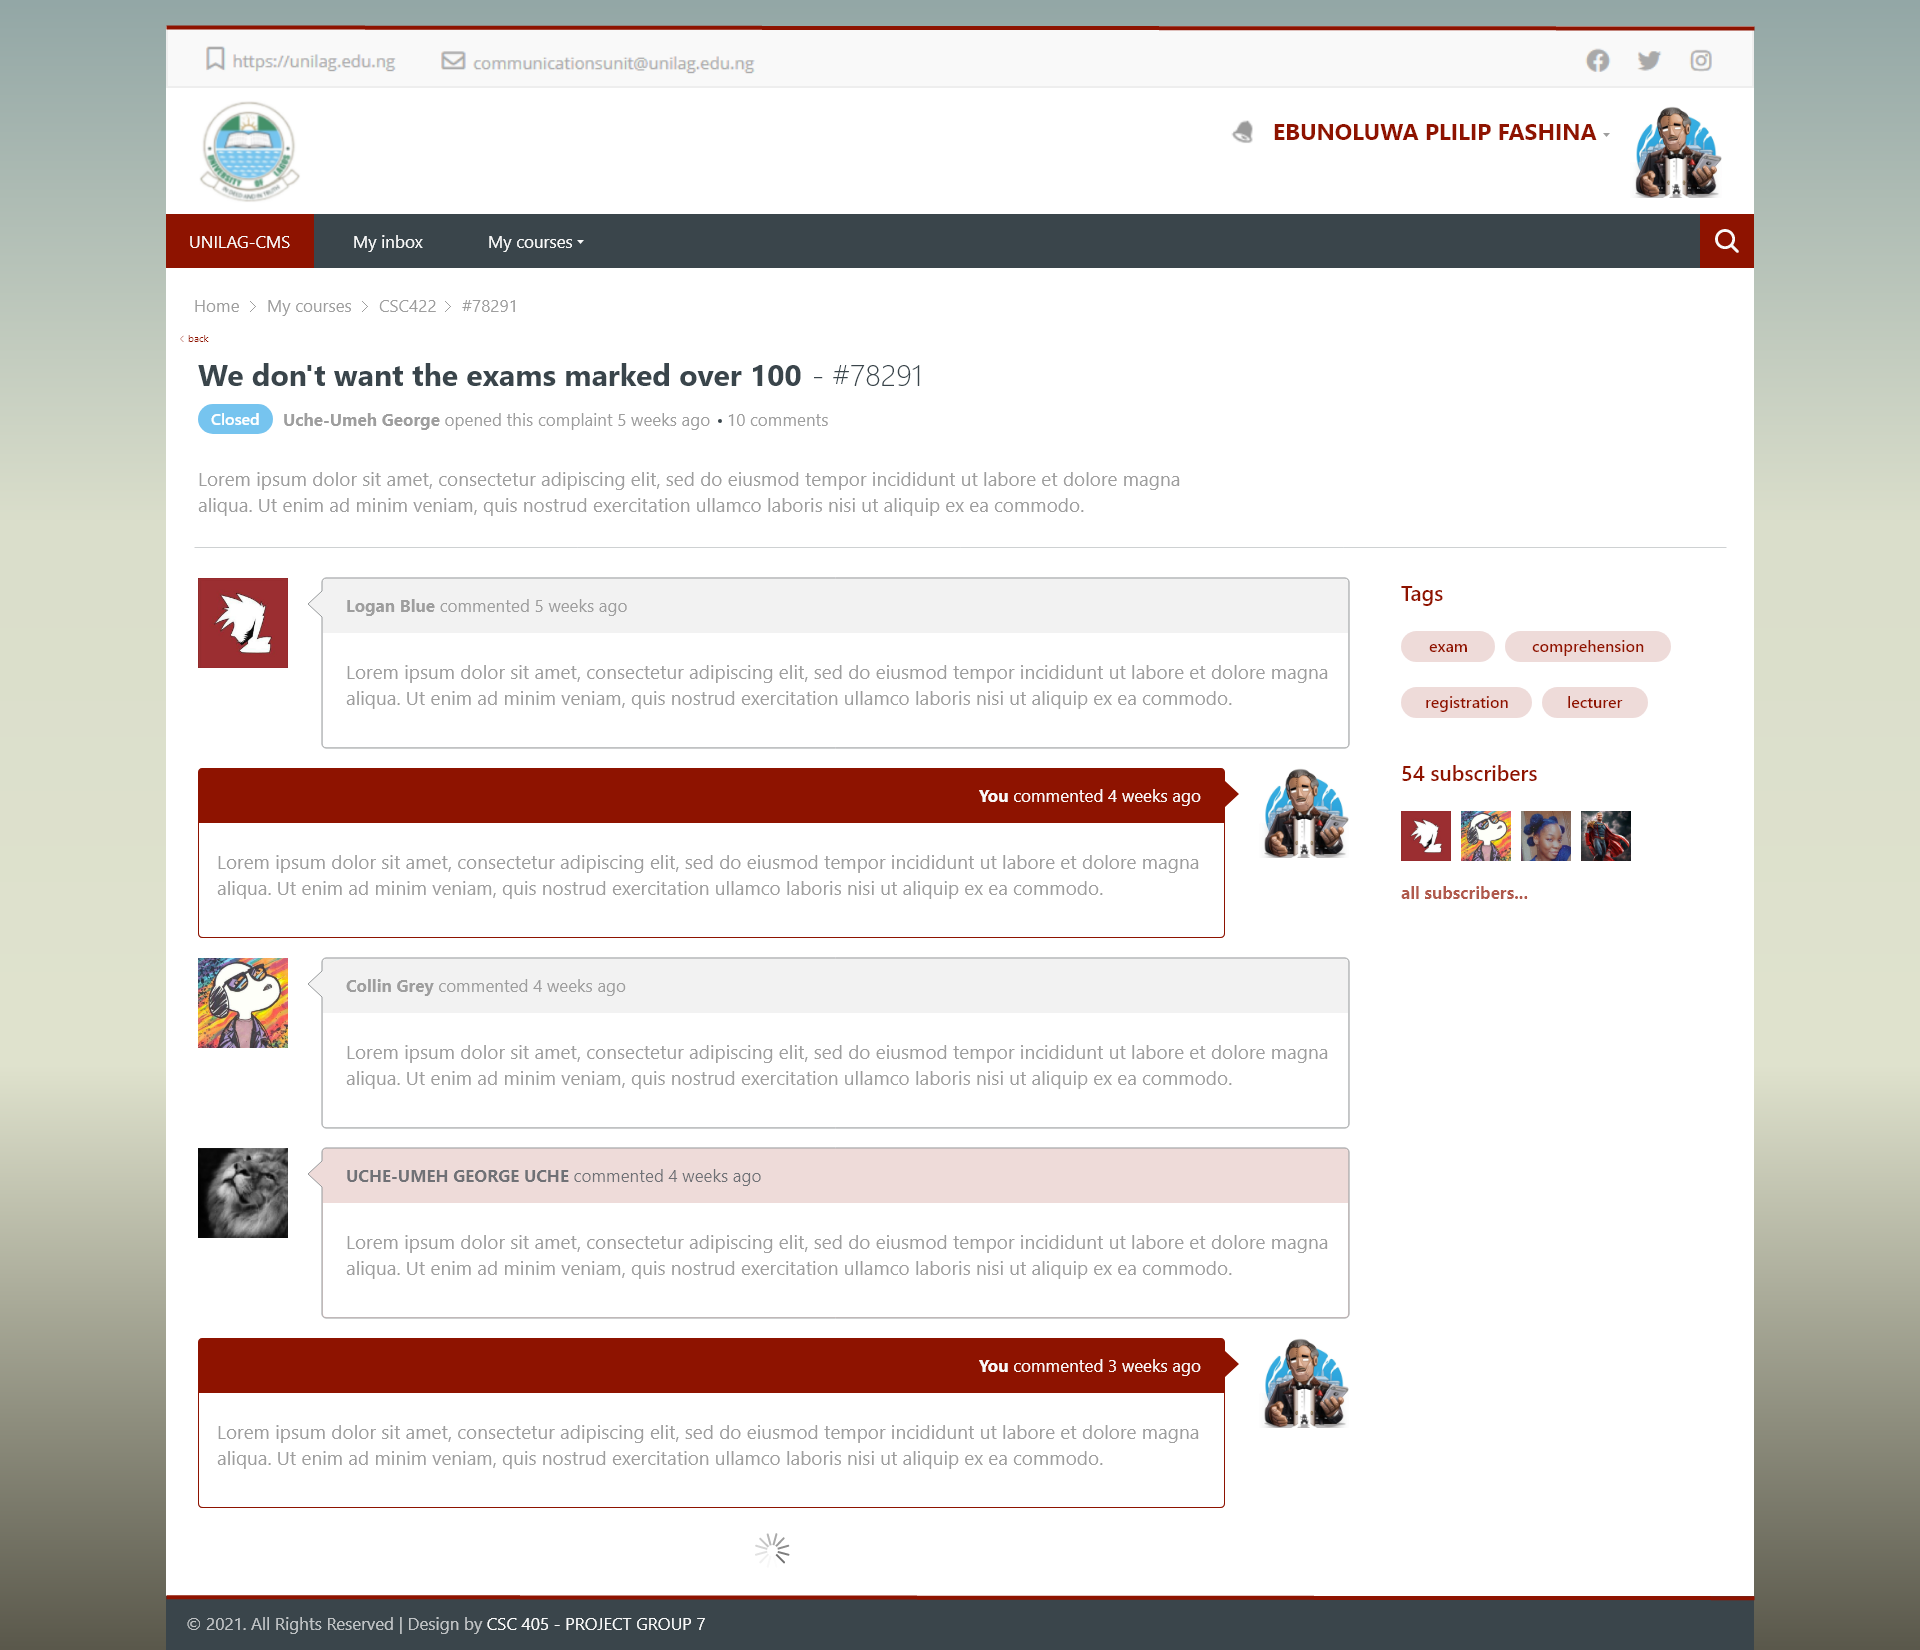 https://unilag.edu.ng communicationsunit@unilag.edu.ng
UNIVERSITY OF LAGOS
EBUNOLUWA PLILIP FASHINA
UNILAG-CMS My inbox My courses
Home > My courses > CSC422 > #78291
< back
We don't want the exams marked over 100 - #78291
Closed Uche-Umeh George opened this complaint 5 weeks ago • 10 comments
Lorem ipsum dolor sit amet, consectetur adipiscing elit, sed do eiusmod tempor incididunt ut labore et dolore magna
aliqua. Ut enim ad minim veniam, quis nostrud exercitation ullamco laboris nisi ut aliquip ex ea commodo.
Logan Blue commented 5 weeks ago
Lorem ipsum dolor sit amet, consectetur adipiscing elit, sed do eiusmod tempor incididunt ut labore et dolore magna
aliqua. Ut enim ad minim veniam, quis nostrud exercitation ullamco laboris nisi ut aliquip ex ea commodo.
You commented 4 weeks ago
Lorem ipsum dolor sit amet, consectetur adipiscing elit, sed do eiusmod tempor incididunt ut labore et dolore magna
aliqua. Ut enim ad minim veniam, quis nostrud exercitation ullamco laboris nisi ut aliquip ex ea commodo.
Collin Grey commented 4 weeks ago
Lorem ipsum dolor sit amet, consectetur adipiscing elit, sed do eiusmod tempor incididunt ut labore et dolore magna
aliqua. Ut enim ad minim veniam, quis nostrud exercitation ullamco laboris nisi ut aliquip ex ea commodo.
UCHE-UMEH GEORGE UCHE commented 4 weeks ago
Lorem ipsum dolor sit amet, consectetur adipiscing elit, sed do eiusmod tempor incididunt ut labore et dolore magna
aliqua. Ut enim ad minim veniam, quis nostrud exercitation ullamco laboris nisi ut aliquip ex ea commodo.
You commented 3 weeks ago
Lorem ipsum dolor sit amet, consectetur adipiscing elit, sed do eiusmod tempor incididunt ut labore et dolore magna
aliqua. Ut enim ad minim veniam, quis nostrud exercitation ullamco laboris nisi ut aliquip ex ea commodo.
Tags
exam comprehension
registration lecturer
54 subscribers
all subscribers...
© 2021. All Rights Reserved | Design by CSC 405 - PROJECT GROUP 7